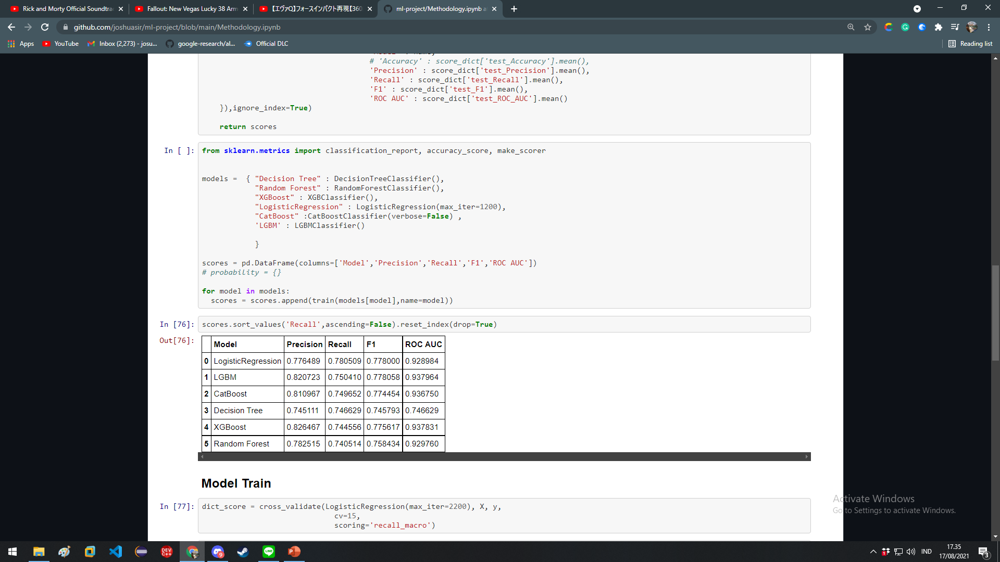 Rick and Morty Official Soundtra
Fallout: New Vegas Lucky 38 Arm
【エヴァQ】フォースインパクト再現【360
ml-project/Methodology.ipynb a
github.com/joshuasir/ml-project/blob/main/Methodology.ipynb
Apps
YouTube
Inbox (2,273) - josu...
google-research/al...
Official DLC
Reading list
# 'Accuracy' : score_dict['test_Accuracy'].mean(),
'Precision' : score_dict['test_Precision'].mean(),
'Recall' : score_dict['test_Recall'].mean(),
'F1' : score_dict['test_F1'].mean(),
'ROC AUC' : score_dict['test_ROC_AUC'].mean()
}),ignore_index=True)
return scores
In [ ]:
from sklearn.metrics import classification_report, accuracy_score, make_scorer
models =  { "Decision Tree" : DecisionTreeClassifier(),
"Random Forest" : RandomForestClassifier(),
"XGBoost" : XGBClassifier(),
"LogisticRegression" : LogisticRegression(max_iter=1200),
"CatBoost" :CatBoostClassifier(verbose=False) ,
'LGBM' : LGBMClassifier()
}
scores = pd.DataFrame(columns=['Model','Precision','Recall','F1','ROC AUC'])
# probability = {}
for model in models:
scores = scores.append(train(models[model],name=model))
In [76]:
scores.sort_values('Recall',ascending=False).reset_index(drop=True)
Out[76]:
Model Precision Recall F1 ROC AUC
0 LogisticRegression 0.776489 0.780509 0.778000 0.928984
1 LGBM 0.820723 0.750410 0.778058 0.937964
2 CatBoost 0.810967 0.749652 0.774454 0.936750
3 Decision Tree 0.745111 0.746629 0.745793 0.746629
4 XGBoost 0.826467 0.744556 0.775617 0.937831
5 Random Forest 0.782515 0.740514 0.758434 0.929760
Model Train
In [77]:
dict_score = cross_validate(LogisticRegression(max_iter=2200), X, y,
cv=15,
scoring='recall_macro')
Activate Windows
Go to Settings to activate Windows.
DEV
C++
9
LINE
P
1
IND
17.35
17/08/2021
3